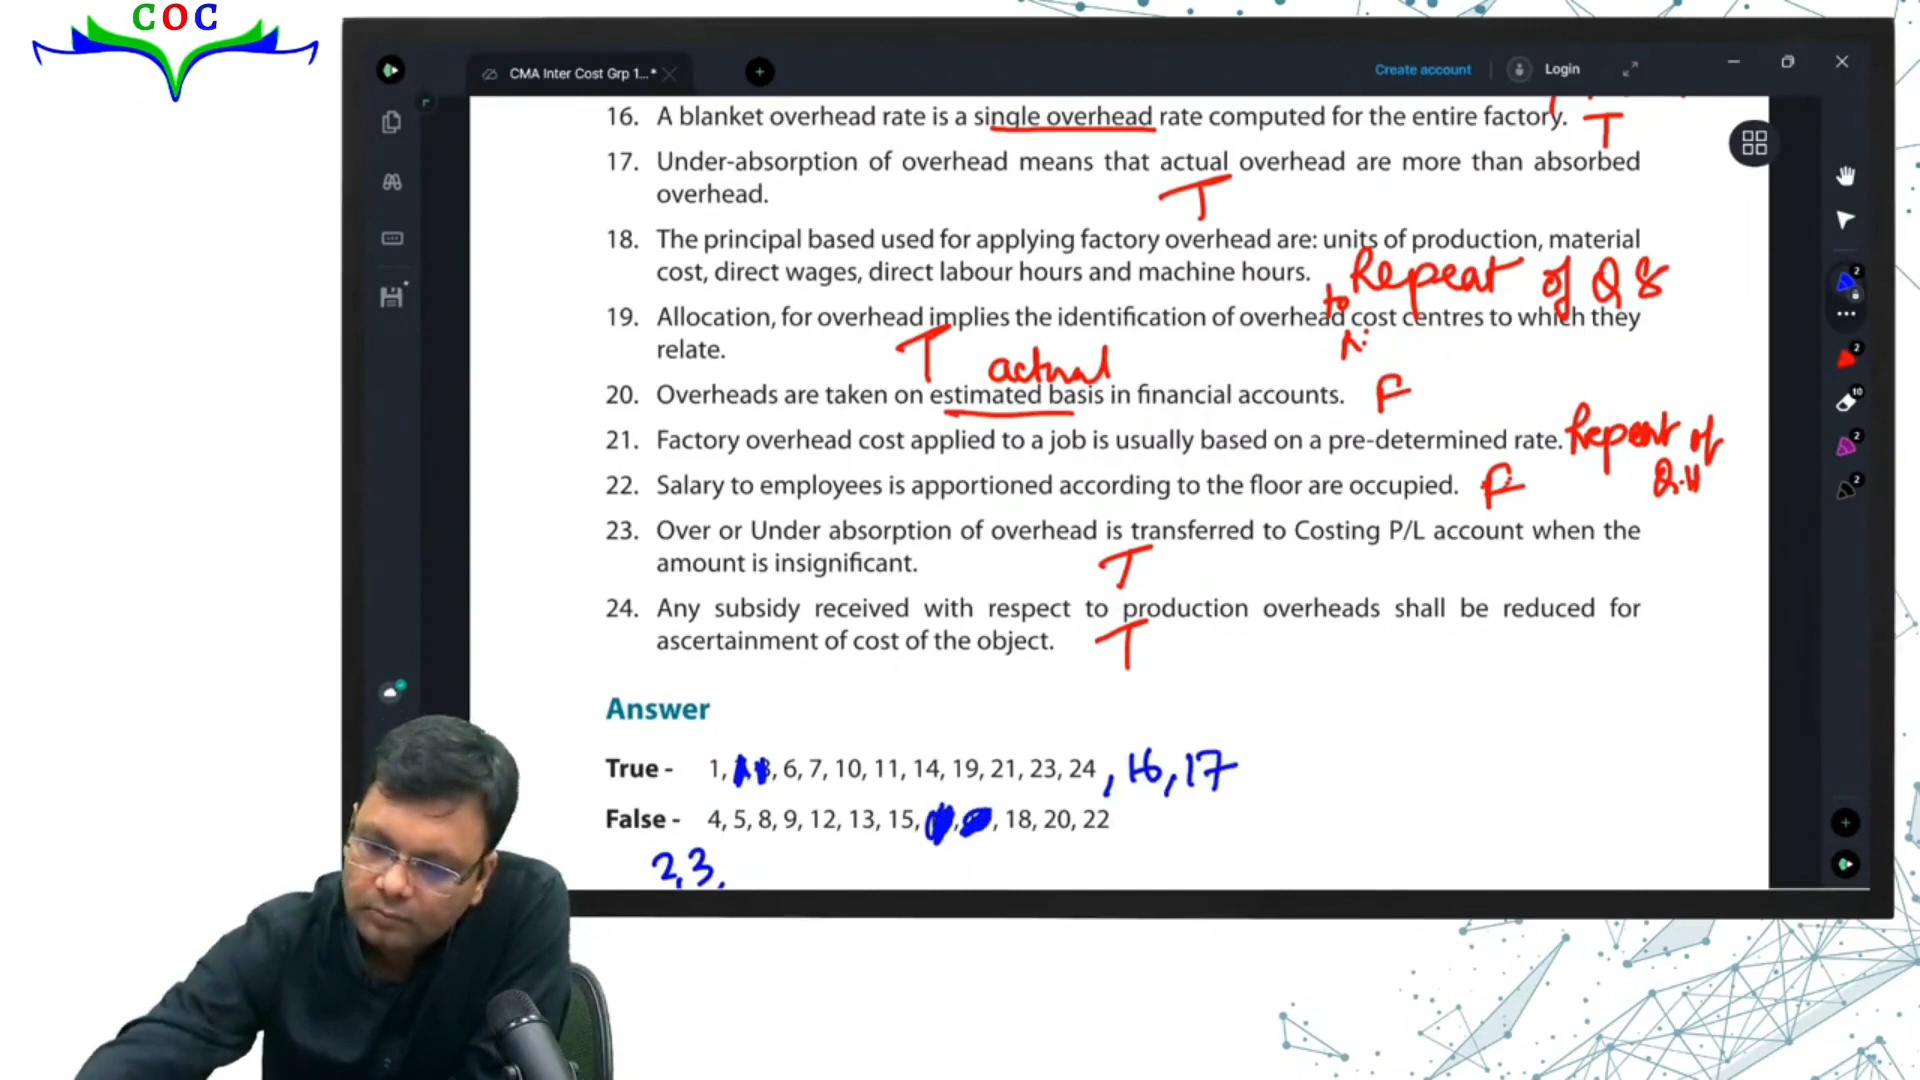 COC
CMA Inter Cost Grp 1...*
Create account
Login
16. A blanket overhead rate is a single overhead rate computed for the entire factory. T
17. Under-absorption of overhead means that actual overhead are more than absorbed
overhead. T
18. The principal based used for applying factory overhead are: units of production, material
cost, direct wages, direct labour hours and machine hours. Repeat of Q 8
to
19. Allocation, for overhead implies the identification of overhead cost centres to which they
relate. T
actual
20. Overheads are taken on estimated basis in financial accounts. F
21. Factory overhead cost applied to a job is usually based on a pre-determined rate. Repeat of
Q.11
22. Salary to employees is apportioned according to the floor are occupied. F
23. Over or Under absorption of overhead is transferred to Costing P/L account when the
amount is insignificant. T
24. Any subsidy received with respect to production overheads shall be reduced for
ascertainment of cost of the object. T
Answer
True - 1, 6, 7, 10, 11, 14, 19, 21, 23, 24, 16, 17
False - 4, 5, 8, 9, 12, 13, 15, 18, 20, 22
2, 3,
2
2
10
2
2